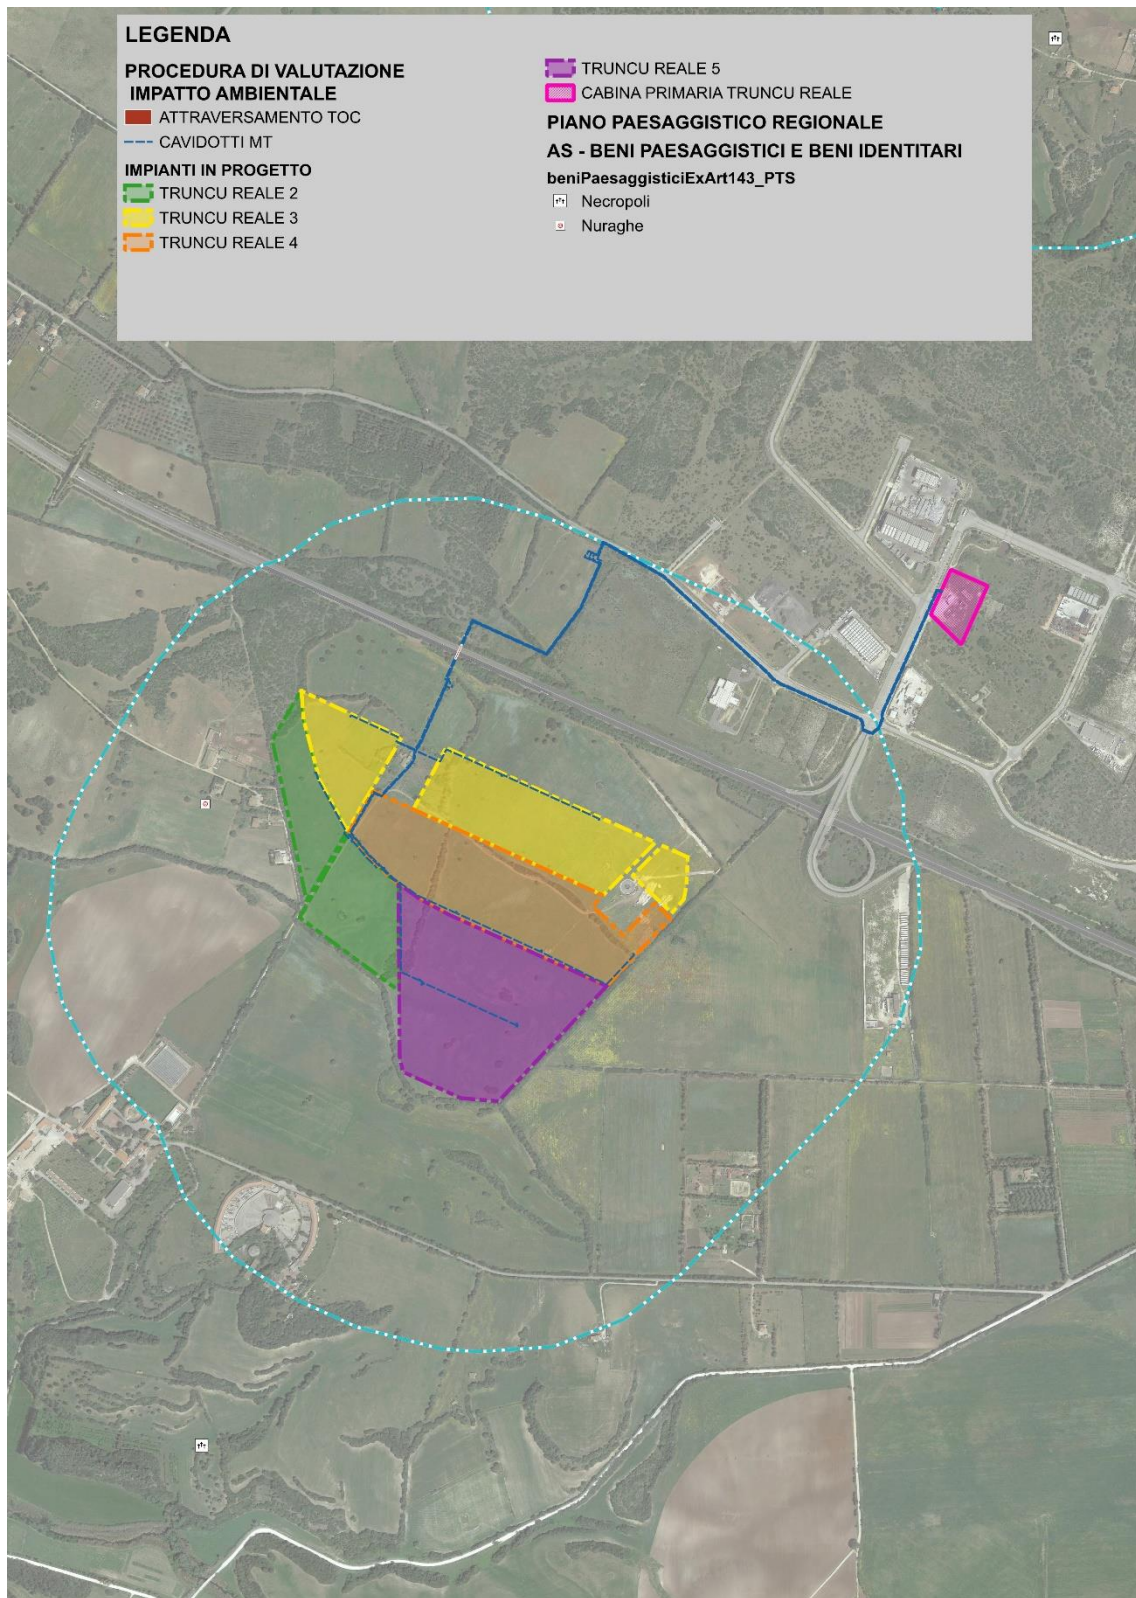 LEGENDA
PROCEDURA DI VALUTAZIONE
IMPATTO AMBIENTALE
ATTRAVERSAMENTO TOC
CAVIDOTTI MT
IMPIANTI IN PROGETTO
TRUNCU REALE 2
TRUNCU REALE 3
TRUNCU REALE 4
TRUNCU REALE 5
CABINA PRIMARIA TRUNCU REALE
PIANO PAESAGGISTICO REGIONALE
AS - BENI PAESAGGISTICI E BENI IDENTITARI
beniPaesaggisticiExArt143_PTS
Necropoli
Nuraghe